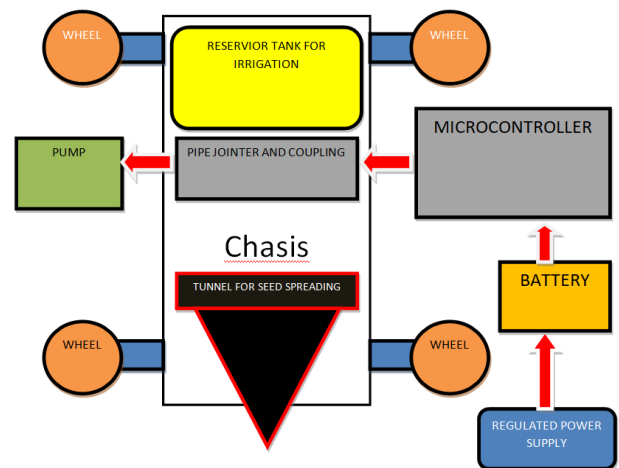 WHEEL
RESERVIOR TANK FOR
IRRIGATION
WHEEL
PUMP
PIPE JOINTER AND COUPLING
MICROCONTROLLER
Chasis
BATTERY
TUNNEL FOR SEED SPREADING
WHEEL
WHEEL
REGULATED POWER
SUPPLY